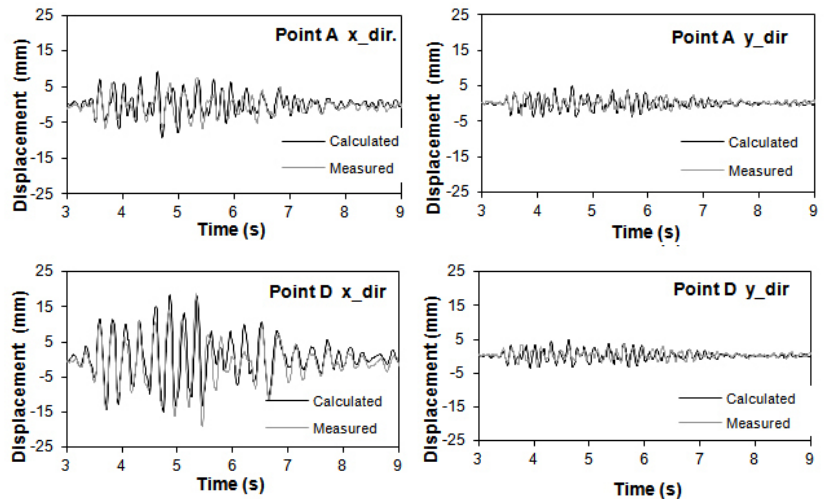 Point A x_dir.
Displacement (mm)
25
15
5
-5
-15
-25
Calculated
Measured
3 4 5 6 7 8 9
Time (s)
Point A y_dir
Displacement (mm)
25
15
5
-5
-15
-25
Calculated
Measured
3 4 5 6 7 8 9
Time (s)
Point D x_dir
Displacement (mm)
25
15
5
-5
-15
-25
Calculated
Measured
3 4 5 6 7 8 9
Time (s)
Point D y_dir
Displacement (mm)
25
15
5
-5
-15
-25
Calculated
Measured
3 4 5 6 7 8 9
Time (s)